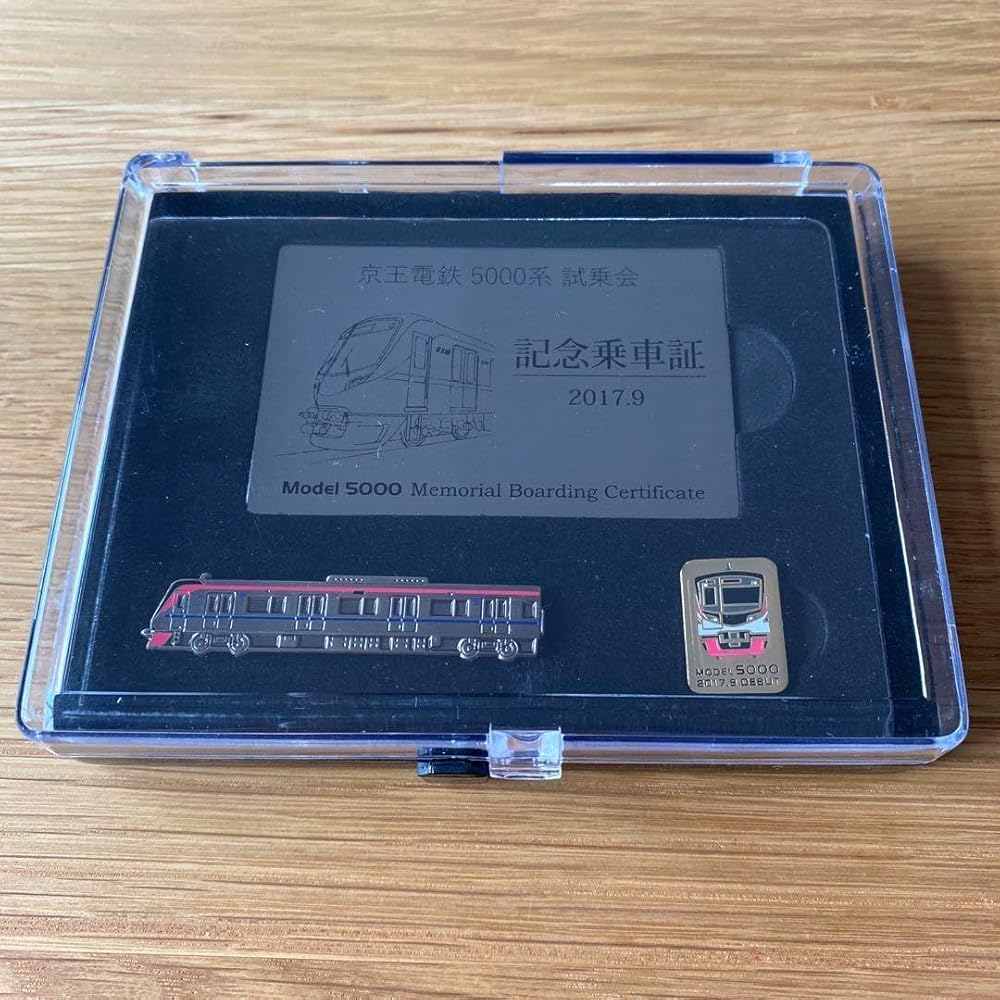 京王電鉄 5000系 試乗会
記念乗車証
2017.9
Model 5000 Memorial Boarding Certificate
MODEL 5000
2017.9 DEBUT